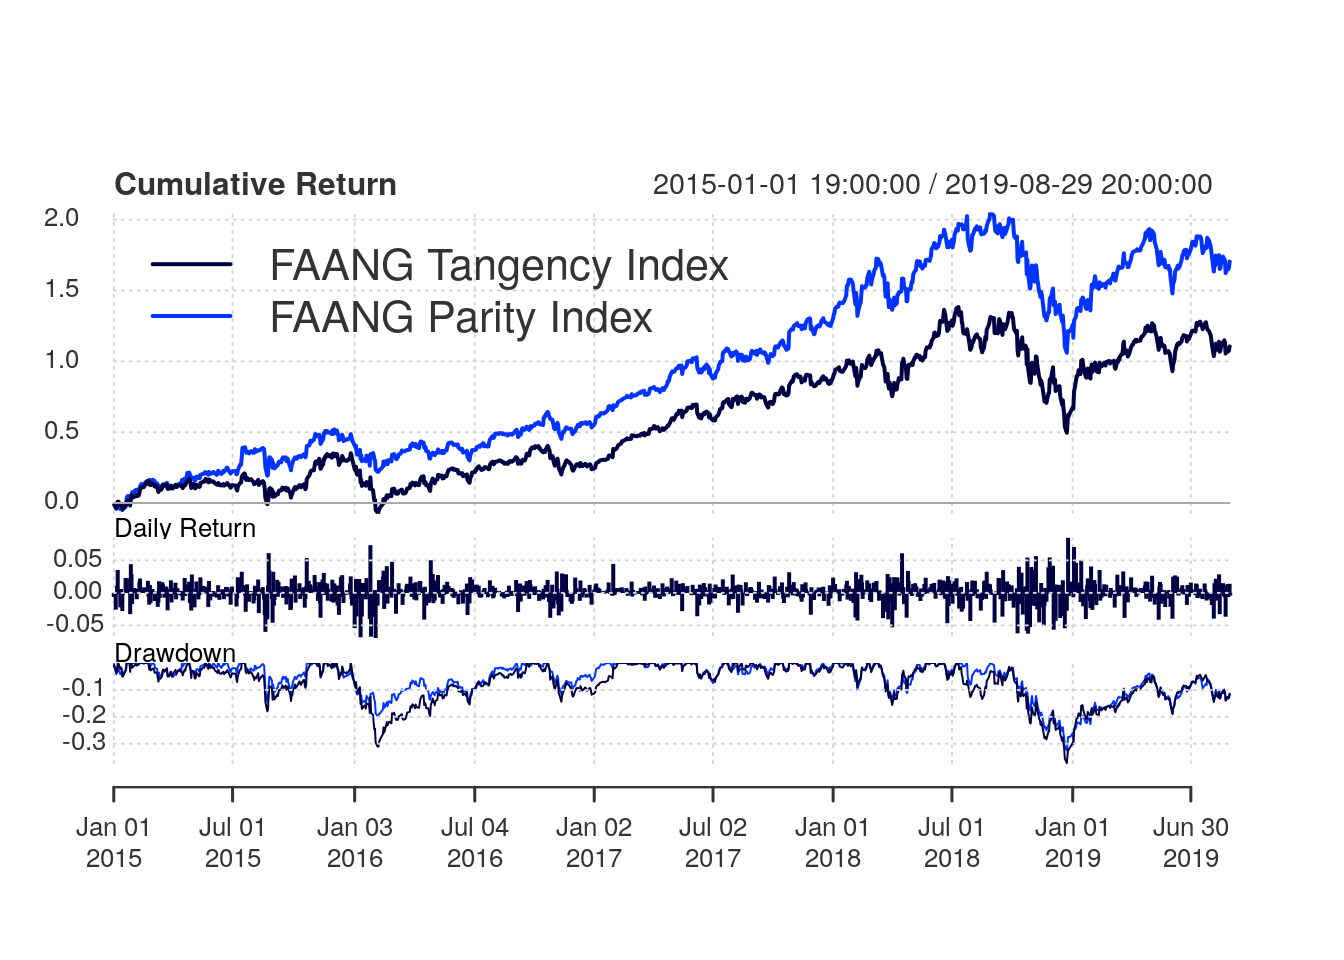 Cumulative Return 2015-01-01 19:00:00 / 2019-08-29 20:00:00
2.0
FAANG Tangency Index
1.5
FAANG Parity Index
1.0
0.5
0.0
Daily Return
0.05
0.00
-0.05
Drawdown
-0.1
-0.2
-0.3
Jan 01 Jul 01 Jan 03 Jul 04 Jan 02 Jul 02 Jan 01 Jul 01 Jan 01 Jun 30
2015 2015 2016 2016 2017 2017 2018 2018 2019 2019